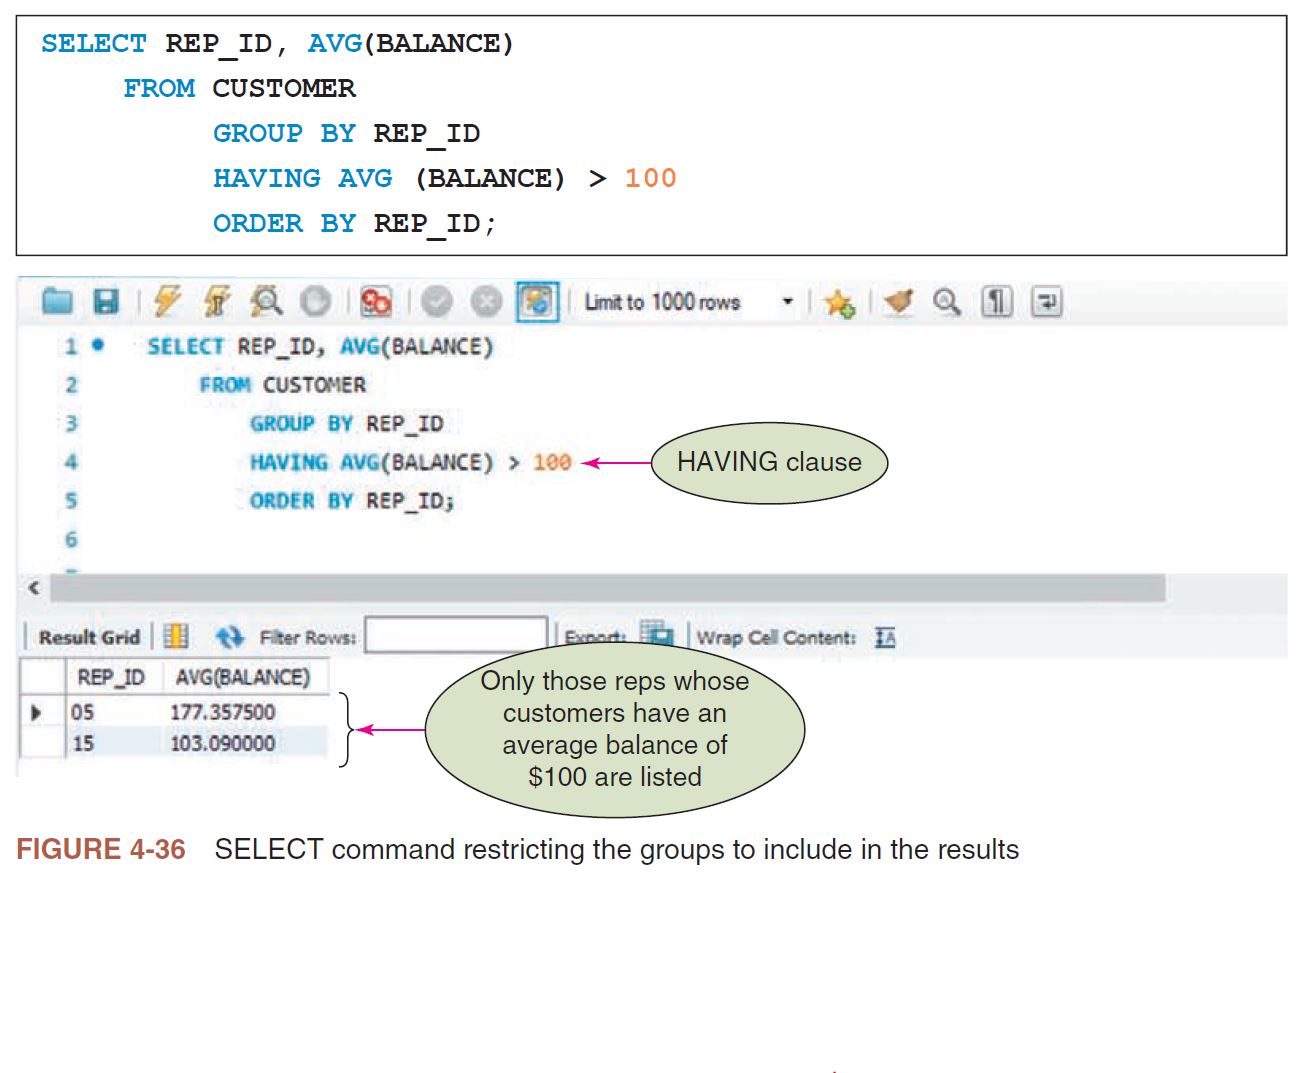 SELECT REP_ID, AVG(BALANCE)
FROM CUSTOMER
GROUP BY REP_ID
HAVING AVG (BALANCE) > 100
ORDER BY REP_ID;
Limit to 1000 rows
1 SELECT REP_ID, AVG(BALANCE)
2 FROM CUSTOMER
3 GROUP BY REP_ID
4 HAVING AVG(BALANCE) > 100
HAVING clause
5 ORDER BY REP_ID;
6
Result Grid Filter Rows: Export: Wrap Cell Content:
REP_ID AVG(BALANCE)
05 177.357500
15 103.090000
Only those reps whose
customers have an
average balance of
$100 are listed
FIGURE 4-36 SELECT command restricting the groups to include in the results